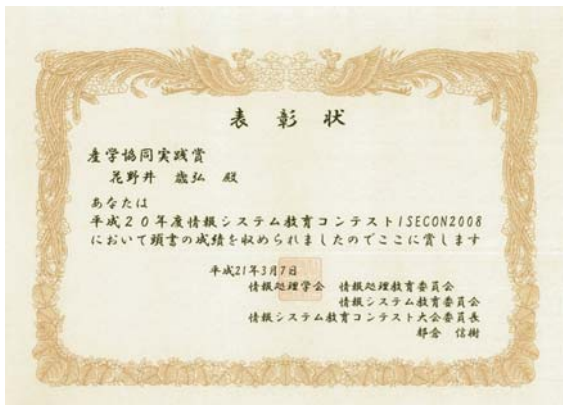 表彰状
産学協同実践賞
花野井 歳弘 殿
あなたは
平成20年度情報システム教育コンテストISECON2008
において頭書の成績を収められましたのでここに賞します
平成21年3月7日
情報処理学会 情報処理教育委員会
情報システム教育委員会
情報システム教育コンテスト大会委員長
都倉 信樹